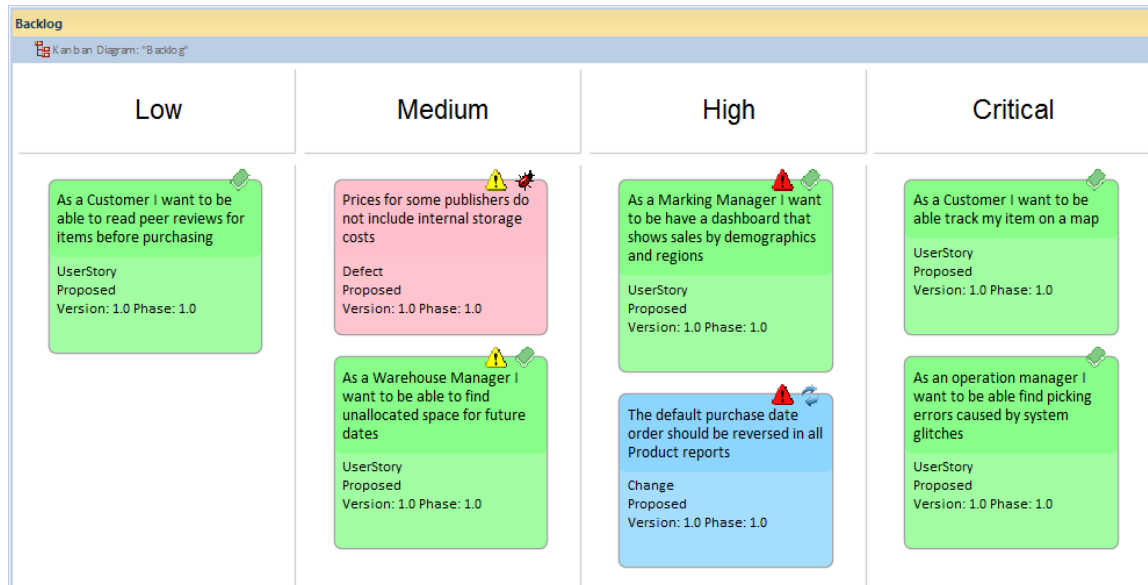 Backlog
Kanban Diagram: "Backlog"
Low
Medium
High
Critical
As a Customer I want to be
able to read peer reviews for
items before purchasing
UserStory
Proposed
Version: 1.0 Phase: 1.0
Prices for some publishers do
not include internal storage
costs
Defect
Proposed
Version: 1.0 Phase: 1.0
As a Warehouse Manager I
want to be able to find
unallocated space for future
dates
UserStory
Proposed
Version: 1.0 Phase: 1.0
As a Marking Manager I want
to be have a dashboard that
shows sales by demographics
and regions
UserStory
Proposed
Version: 1.0 Phase: 1.0
The default purchase date
order should be reversed in all
Product reports
Change
Proposed
Version: 1.0 Phase: 1.0
As a Customer I want to be
able track my item on a map
UserStory
Proposed
Version: 1.0 Phase: 1.0
As an operation manager I
want to be able find picking
errors caused by system
glitches
UserStory
Proposed
Version: 1.0 Phase: 1.0